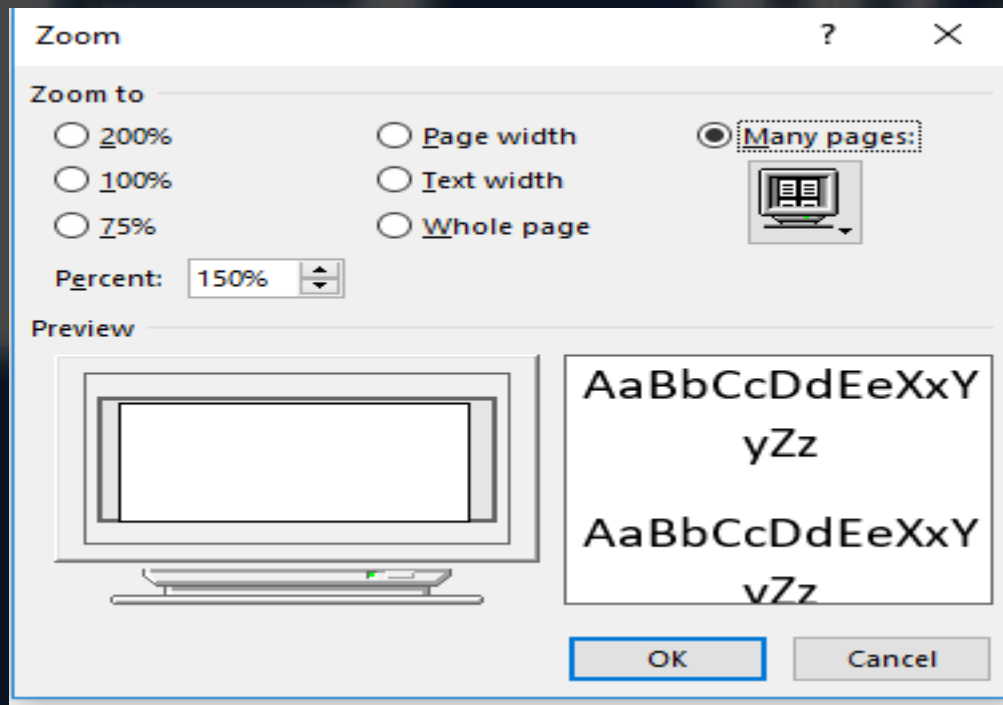 Zoom ?
Zoom to
200% Page width Many pages:
100% Text width
75% Whole page
Percent: 150%
Preview
AaBbCcDdEeXxY
yZz
AaBbCcDdEeXxY
yZz
OK Cancel